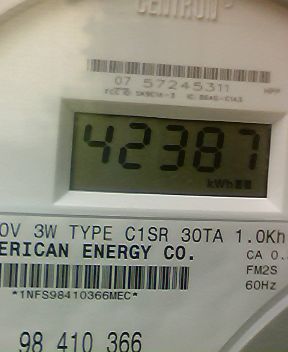 CENTRON
07 57245311
42387
kWh
0V 3W TYPE C1SR 30TA 1.0Kh
ERICAN ENERGY CO.
CA 0.
FM2S
60Hz
*1NFS98410366MEC*
98 410 366